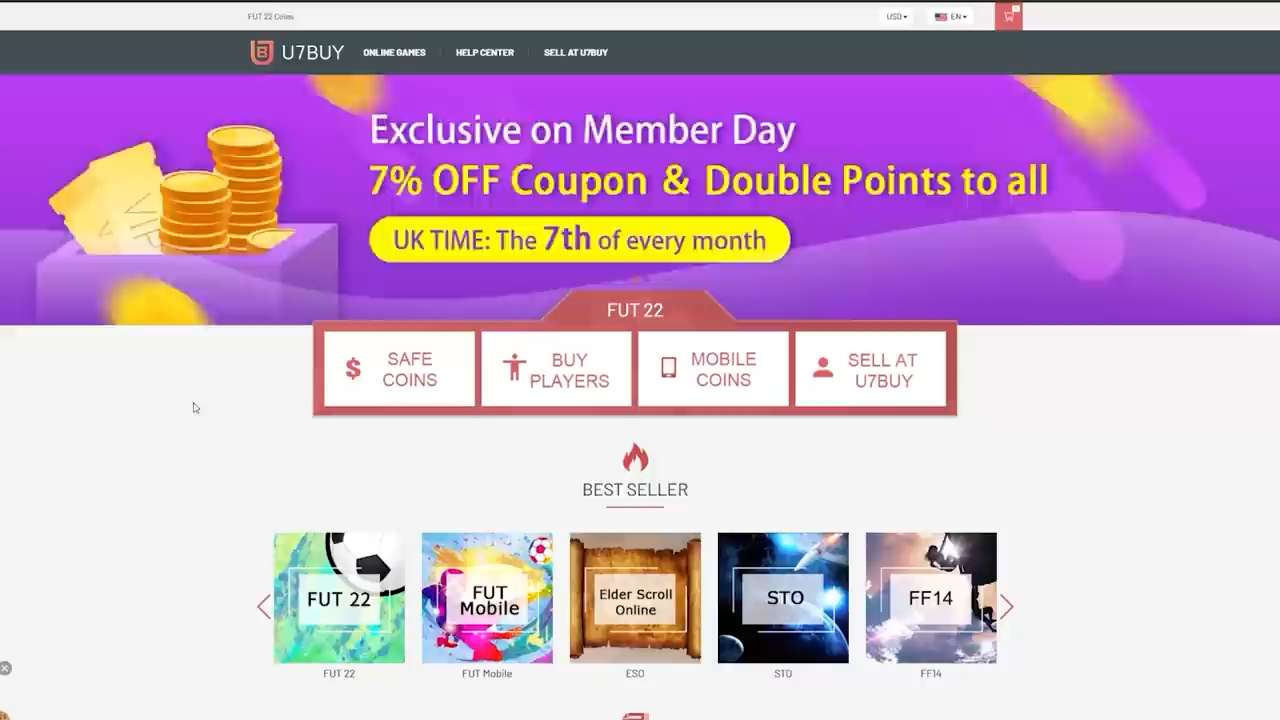 FUT 22 Coins
USD
EN
U7BUY
ONLINE GAMES
HELP CENTER
SELL AT U7BUY
Exclusive on Member Day
7% OFF Coupon & Double Points to all
UK TIME: The 7th of every month
FUT 22
SAFE
COINS
BUY
PLAYERS
MOBILE
COINS
SELL AT
U7BUY
BEST SELLER
FUT 22
FUT
Mobile
Elder Scroll
Online
STO
FF14
FUT 22
FUT Mobile
ESO
STO
FF14